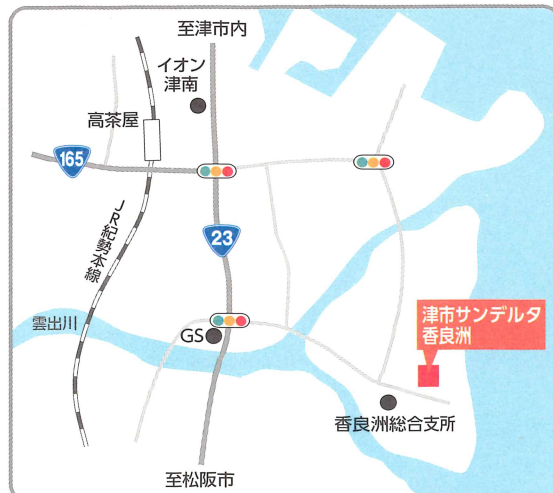 至津市内
イオン
津南
高茶屋
165
JR紀勢本線
23
雲出川
GS
津市サンデルタ
香良洲
香良洲総合支所
至松阪市